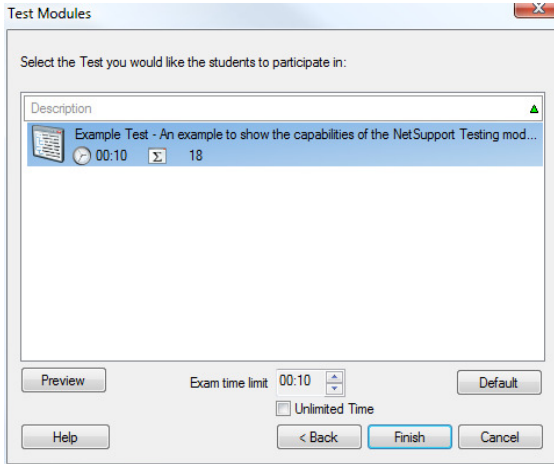 Test Modules
Select the Test you would like the students to participate in:
Description
Example Test - An example to show the capabilities of the NetSupport Testing mod...
00:10 Σ 18
Preview Exam time limit 00:10 Default
Unlimited Time
Help < Back Finish Cancel